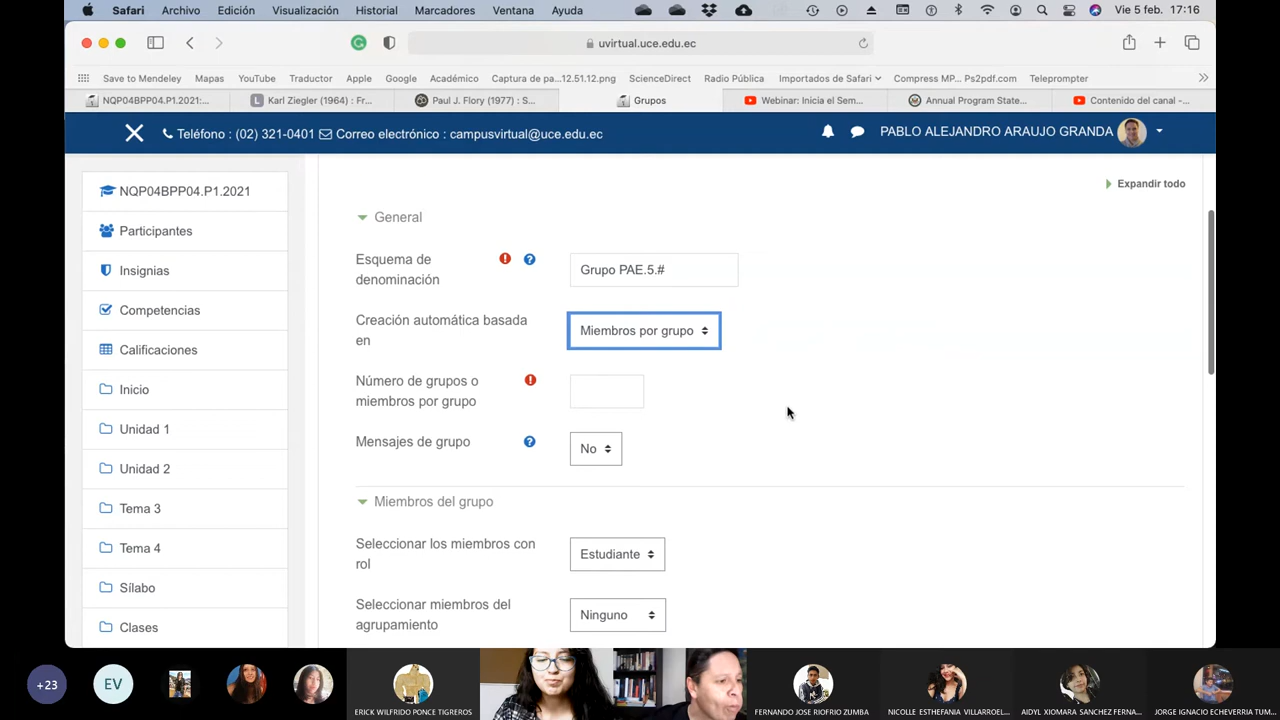 Safari Archivo Edición Visualización Historial Marcadores Ventana Ayuda Vie 5 feb. 17:16
uvirtual.uce.edu.ec
Save to Mendeley Mapas YouTube Traductor Apple Google Académico Captura de pa...12.51.12.png ScienceDirect Radio Pública Importados de Safari Compress MP... Ps2pdf.com Teleprompter
NQP04BPP04.P1.2021:... Karl Ziegler (1964) : Fr... Paul J. Flory (1977) : S... Grupos Webinar: Inicia el Sem... Annual Program State... Contenido del canal -...
Teléfono : (02) 321-0401 Correo electrónico : campusvirtual@uce.edu.ec PABLO ALEJANDRO ARAUJO GRANDA
NQP04BPP04.P1.2021
Participantes
Insignias
Competencias
Calificaciones
Inicio
Unidad 1
Unidad 2
Tema 3
Tema 4
Sílabo
Clases
Expandir todo
General
Esquema de
denominación
Grupo PAE.5.#
Creación automática basada
en
Miembros por grupo
Número de grupos o
miembros por grupo
Mensajes de grupo
No
Miembros del grupo
Seleccionar los miembros con
rol
Estudiante
Seleccionar miembros del
agrupamiento
Ninguno
+23
EV
ERICK WILFRIDO PONCE TIGREROS
FERNANDO JOSE RIOFRIO ZUMBA
NICOLLE ESTHEFANIA VILLARROEL...
AIDYL XIOMARA SANCHEZ FERNA...
JORGE IGNACIO ECHEVERRIA TUM...